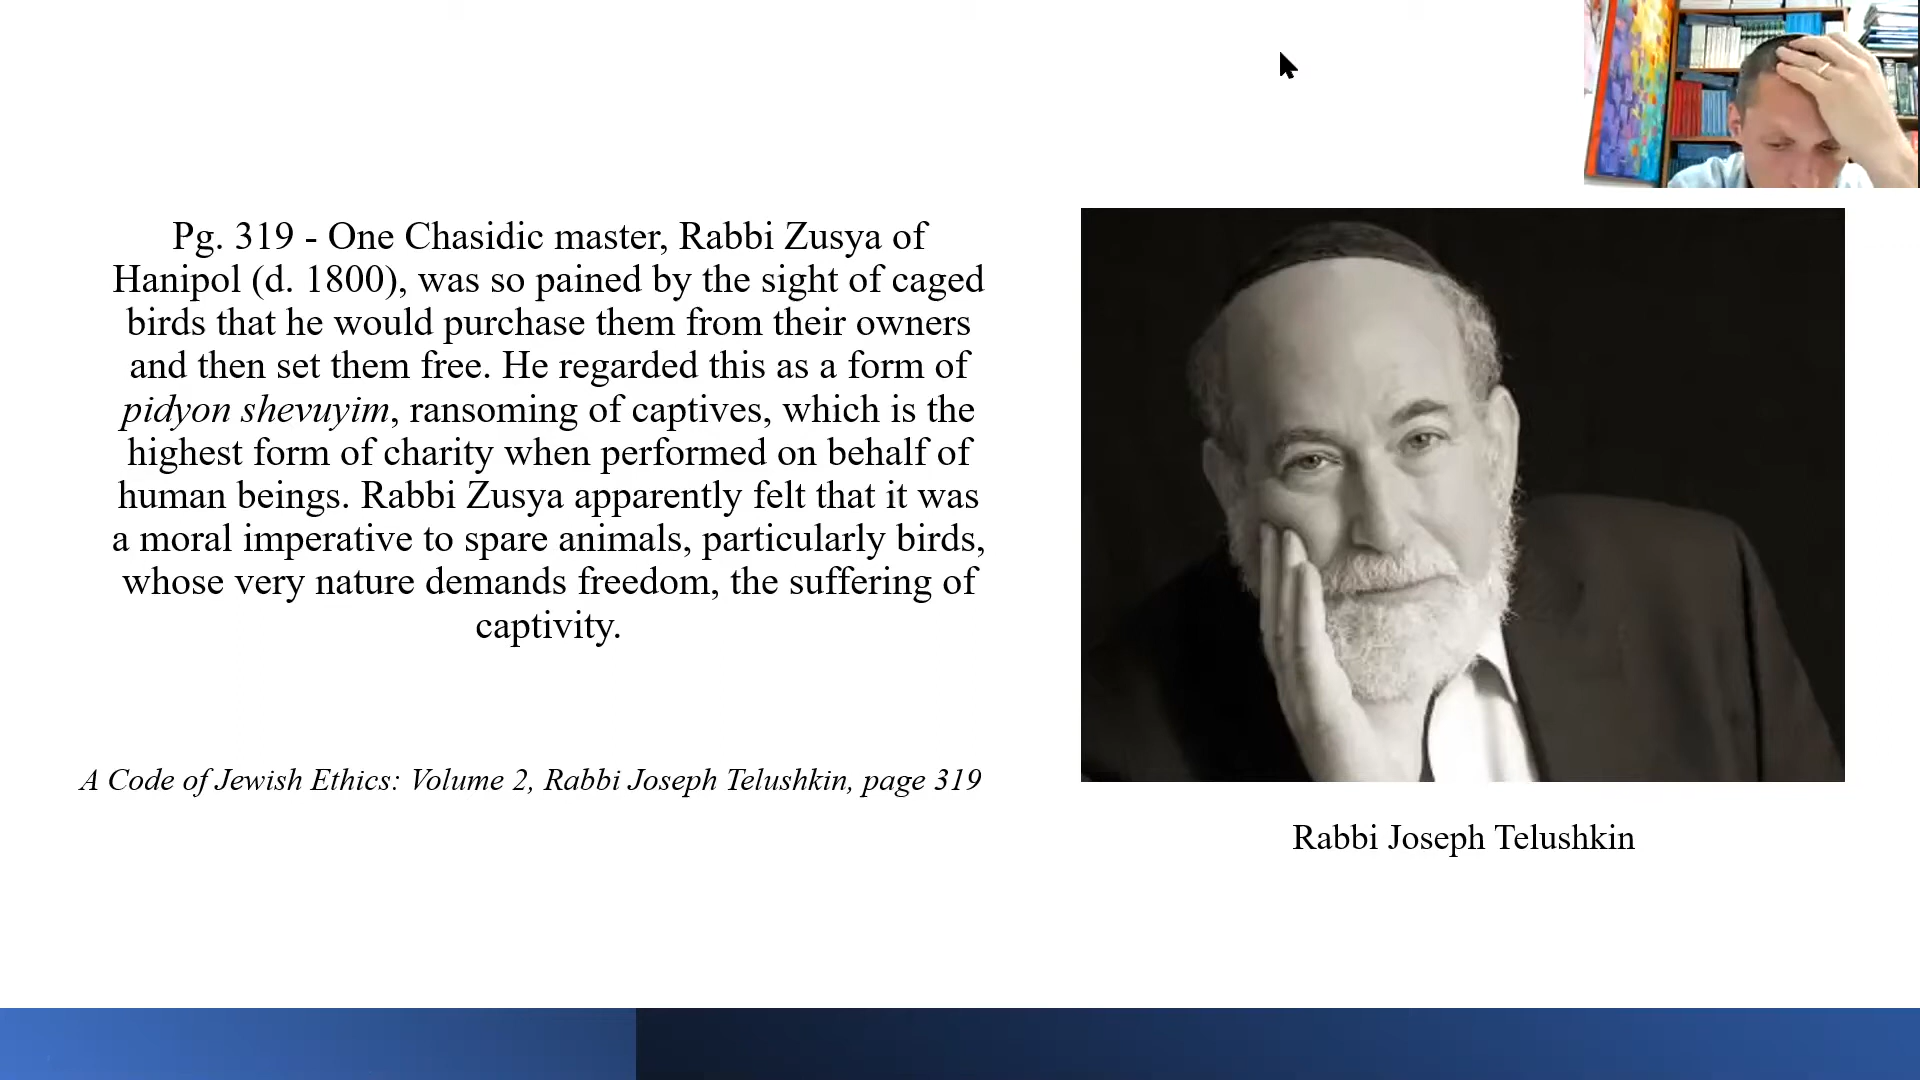 Pg. 319 - One Chasidic master, Rabbi Zusya of
Hanipol (d. 1800), was so pained by the sight of caged
birds that he would purchase them from their owners
and then set them free. He regarded this as a form of
pidyon shevuyim, ransoming of captives, which is the
highest form of charity when performed on behalf of
human beings. Rabbi Zusya apparently felt that it was
a moral imperative to spare animals, particularly birds,
whose very nature demands freedom, the suffering of
captivity.
A Code of Jewish Ethics: Volume 2, Rabbi Joseph Telushkin, page 319
Rabbi Joseph Telushkin